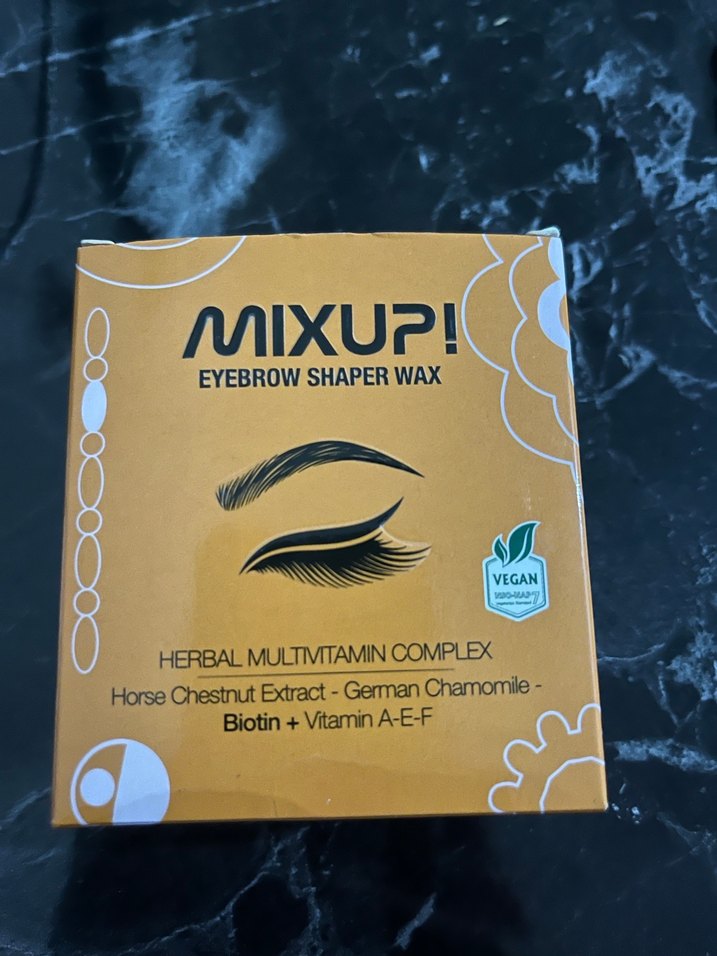 MIXUP!
EYEBROW SHAPER WAX
VEGAN
HERBAL MULTIVITAMIN COMPLEX
Horse Chestnut Extract - German Chamomile -
Biotin + Vitamin A-E-F